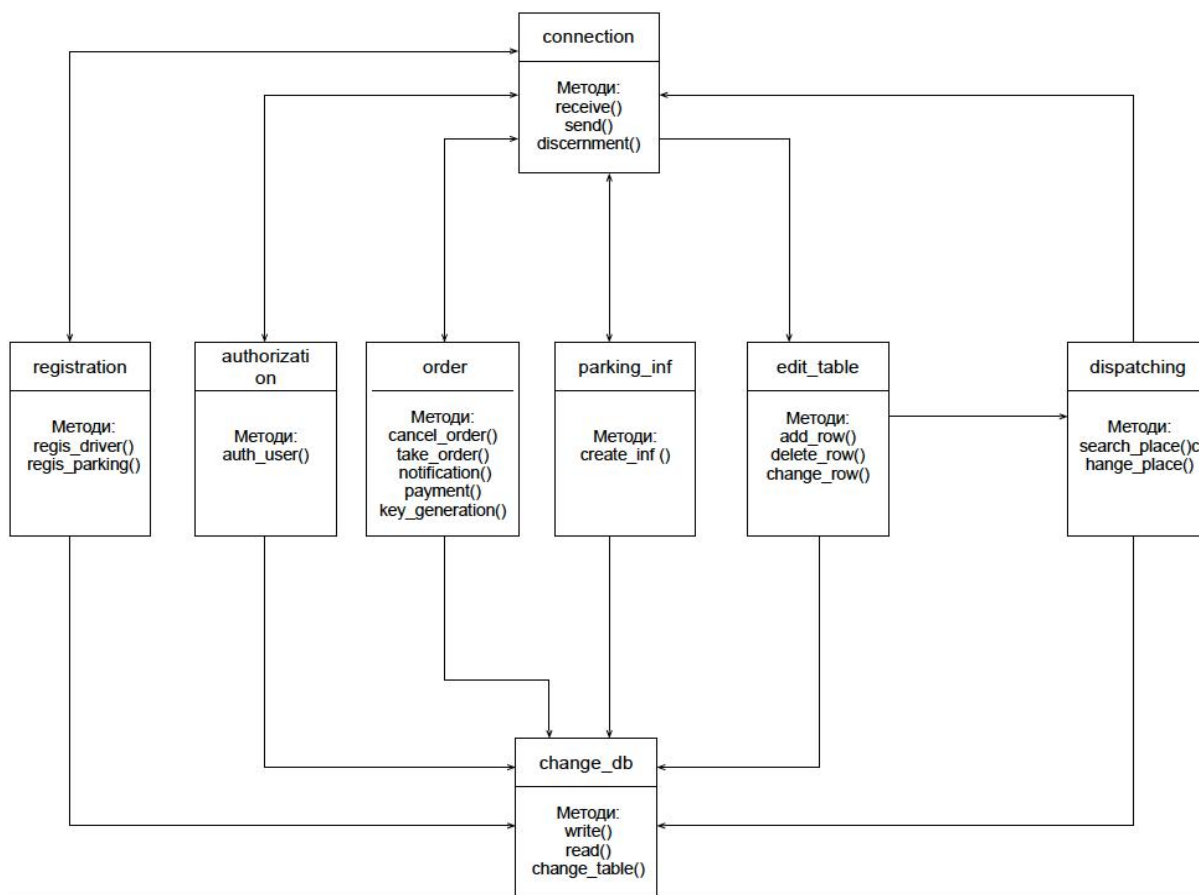 connection
Методи:
receive()
send()
discernment()
registration
Методи:
regis_driver()
regis_parking()
authorizati
on
Методи:
auth_user()
order
Методи:
cancel_order()
take_order()
notification()
payment()
key_generation()
parking_inf
Методи:
create_inf ()
edit_table
Методи:
add_row()
delete_row()
change_row()
dispatching
Методи:
search_place()c
hange_place()
change_db
Методи:
write()
read()
change_table()